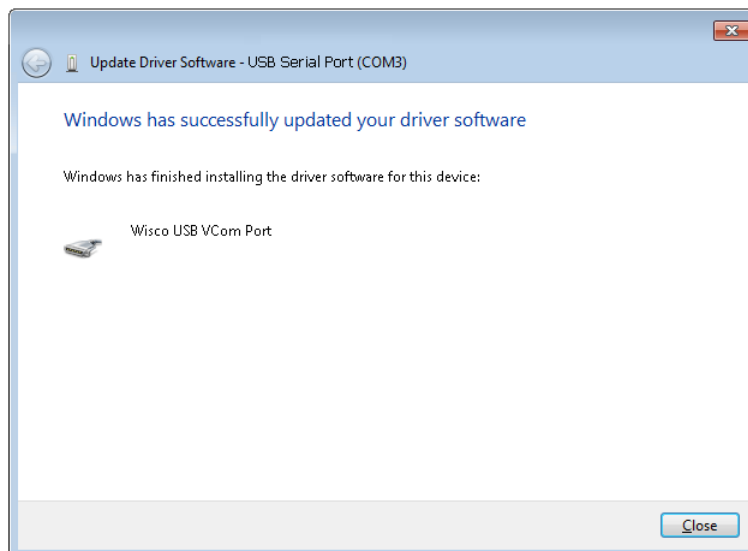 Update Driver Software - USB Serial Port (COM3)
Windows has successfully updated your driver software
Windows has finished installing the driver software for this device:
Wisco USB VCom Port
Close